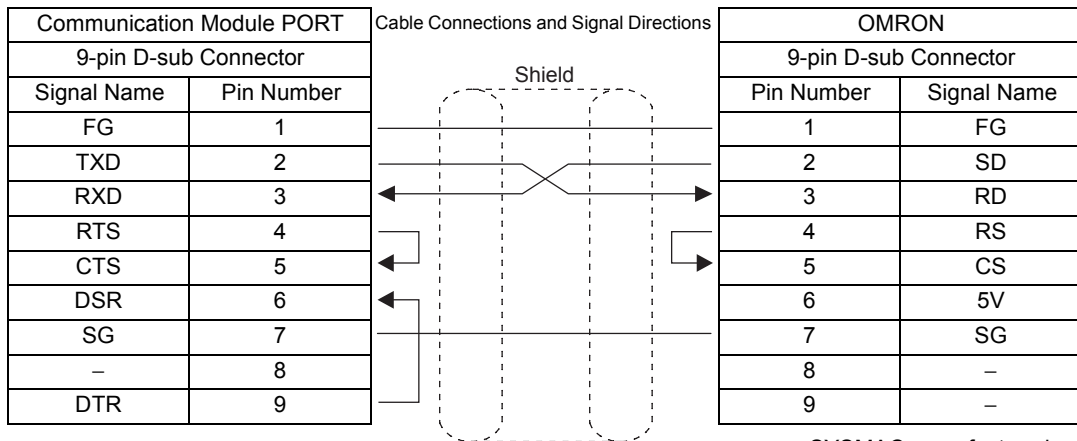 Communication Module PORT Cable Connections and Signal Directions OMRON
9-pin D-sub Connector 9-pin D-sub Connector
Shield
Signal Name Pin Number Pin Number Signal Name
FG 1 1 FG
TXD 2 2 SD
RXD 3 3 RD
RTS 4 4 RS
CTS 5 5 CS
DSR 6 6 5V
SG 7 7 SG
– 8 8 –
DTR 9 9 –